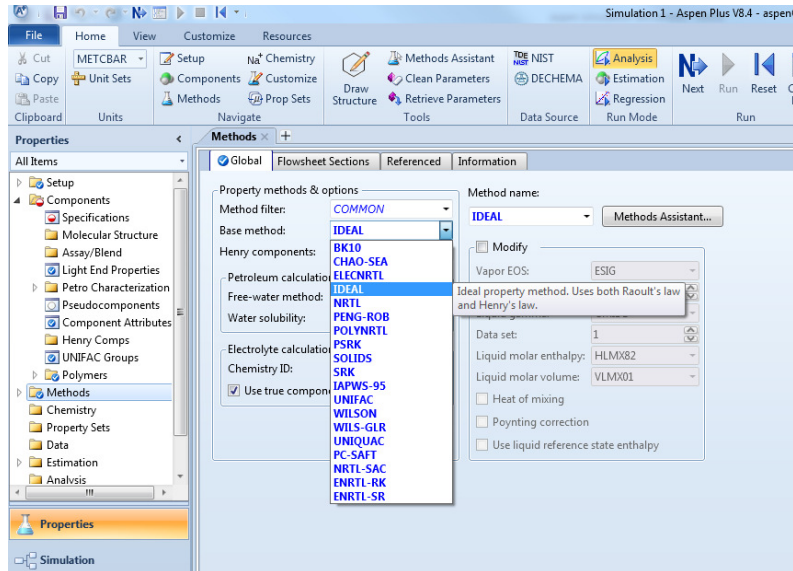 Simulation 1 - Aspen Plus V8.4 - aspen
File Home View Customize Resources
Cut METCBAR Setup Na+ Chemistry Methods Assistant NIST Analysis
Copy Unit Sets Components Customize Clean Parameters DECHEMA Estimation
Paste Methods Prop Sets Draw Structure Retrieve Parameters Regression Next Run Reset
Clipboard Units Navigate Tools Data Source Run Mode Run
Properties
Methods
All Items
Global Flowsheet Sections Referenced Information
Setup
Components
Specifications
Molecular Structure
Assay/Blend
Light End Properties
Petro Characterization
Pseudocomponents
Component Attributes
Henry Comps
UNIFAC Groups
Polymers
Methods
Chemistry
Property Sets
Data
Estimation
Analysis
Properties
Simulation
Property methods & options
Method filter: COMMON
Base method: IDEAL
Henry components:
Petroleum calculatio
Free-water method:
Water solubility:
Electrolyte calculatio
Chemistry ID:
Use true compone
BK10
CHAO-SEA
ELECNRTL
IDEAL
NRTL
PENG-ROB
POLYNRTL
PSRK
SOLIDS
SRK
IAPWS-95
UNIFAC
WILSON
WILS-GLR
UNIQUAC
PC-SAFT
NRTL-SAC
ENRTL-RK
ENRTL-SR
Method name:
IDEAL Methods Assistant...
Modify
Vapor EOS: ESIG
Ideal property method. Uses both Raoult's law
and Henry's law.
Data set: 1
Liquid molar enthalpy: HLMX82
Liquid molar volume: VLMX01
Heat of mixing
Poynting correction
Use liquid reference state enthalpy